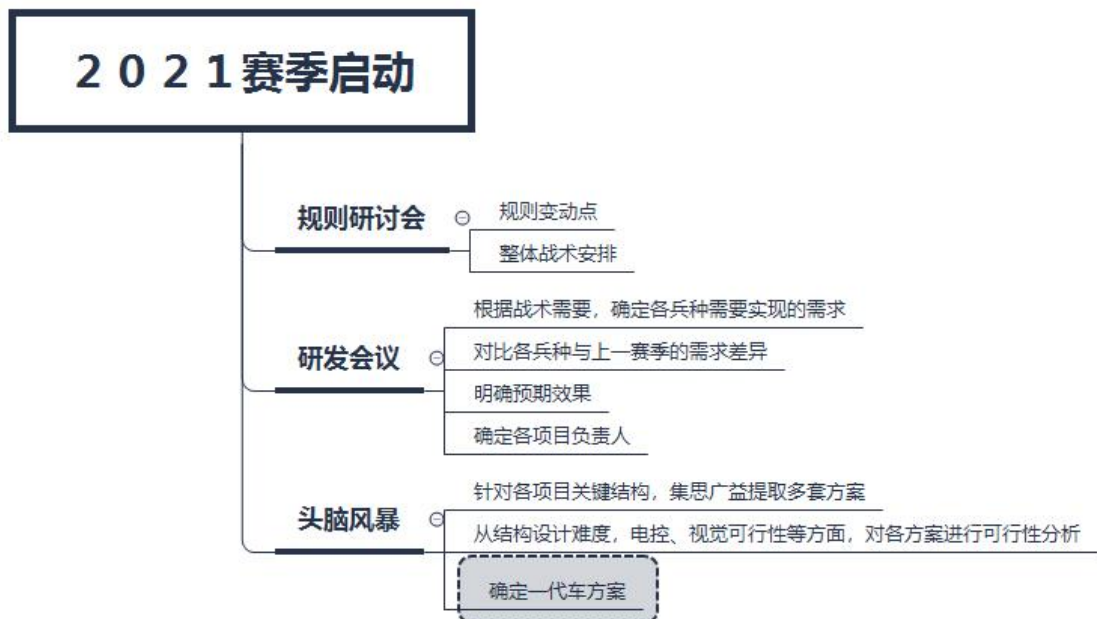 ２０２１赛季启动
规则研讨会
规则变动点
整体战术安排
研发会议
根据战术需要，确定各兵种需要实现的需求
对比各兵种与上一赛季的需求差异
明确预期效果
确定各项目负责人
头脑风暴
针对各项目关键结构，集思广益提取多套方案
从结构设计难度，电控、视觉可行性等方面，对各方案进行可行性分析
确定一代车方案